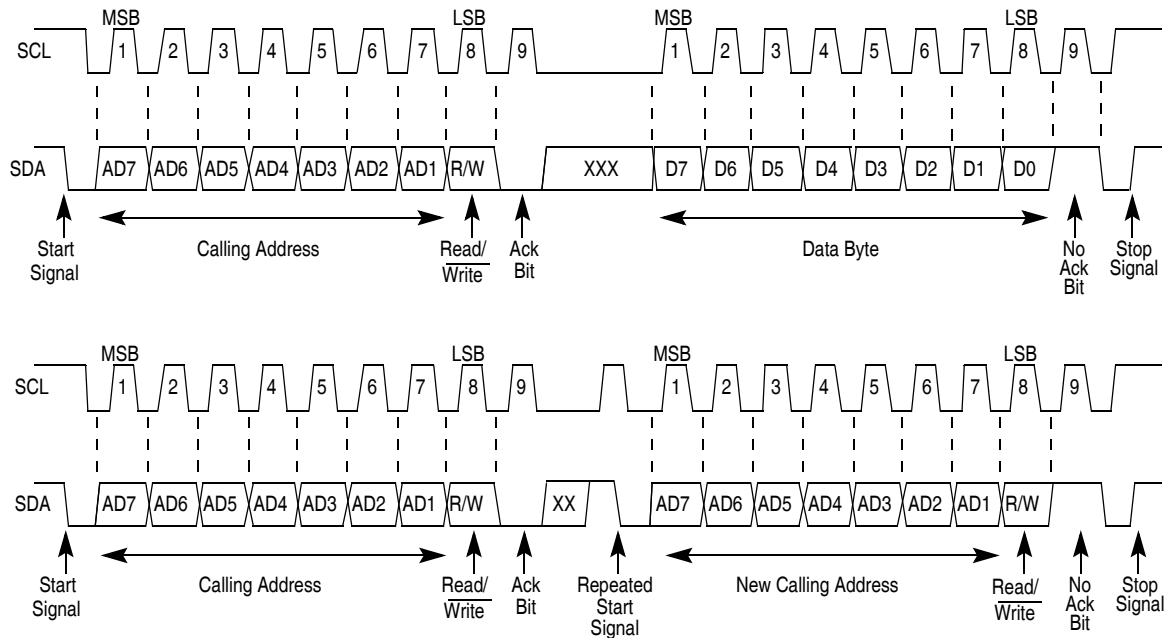 MSB LSB MSB LSB
SCL 1 2 3 4 5 6 7 8 9 1 2 3 4 5 6 7 8 9
SDA AD7 AD6 AD5 AD4 AD3 AD2 AD1 R/W XXX D7 D6 D5 D4 D3 D2 D1 D0
Start Signal
Calling Address
Read/
Write
Ack
Bit
Data Byte
No
Ack
Bit
Stop
Signal
MSB LSB MSB LSB
SCL 1 2 3 4 5 6 7 8 9 1 2 3 4 5 6 7 8 9
SDA AD7 AD6 AD5 AD4 AD3 AD2 AD1 R/W XX AD7 AD6 AD5 AD4 AD3 AD2 AD1 R/W
Start
Signal
Calling Address
Read/
Write
Ack
Bit
Repeated
Start
Signal
New Calling Address
Read/
Write
No
Ack
Bit
Stop
Signal